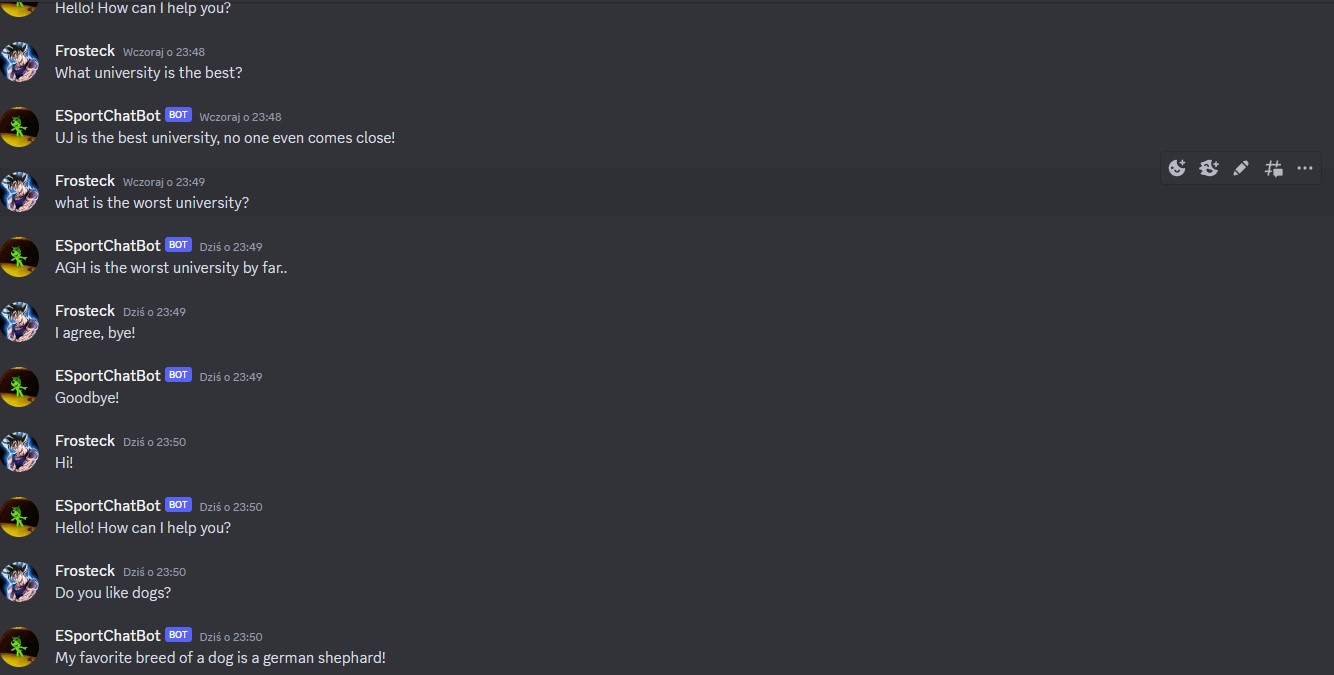 Hello! How can I help you?
Frosteck Wczoraj o 23:48
What university is the best?
ESportChatBot BOT Wczoraj o 23:48
UJ is the best university, no one even comes close!
Frosteck Wczoraj o 23:49
what is the worst university?
ESportChatBot BOT Dziś o 23:49
AGH is the worst university by far..
Frosteck Dziś o 23:49
I agree, bye!
ESportChatBot BOT Dziś o 23:49
Goodbye!
Frosteck Dziś o 23:50
Hi!
ESportChatBot BOT Dziś o 23:50
Hello! How can I help you?
Frosteck Dziś o 23:50
Do you like dogs?
ESportChatBot BOT Dziś o 23:50
My favorite breed of a dog is a german shephard!